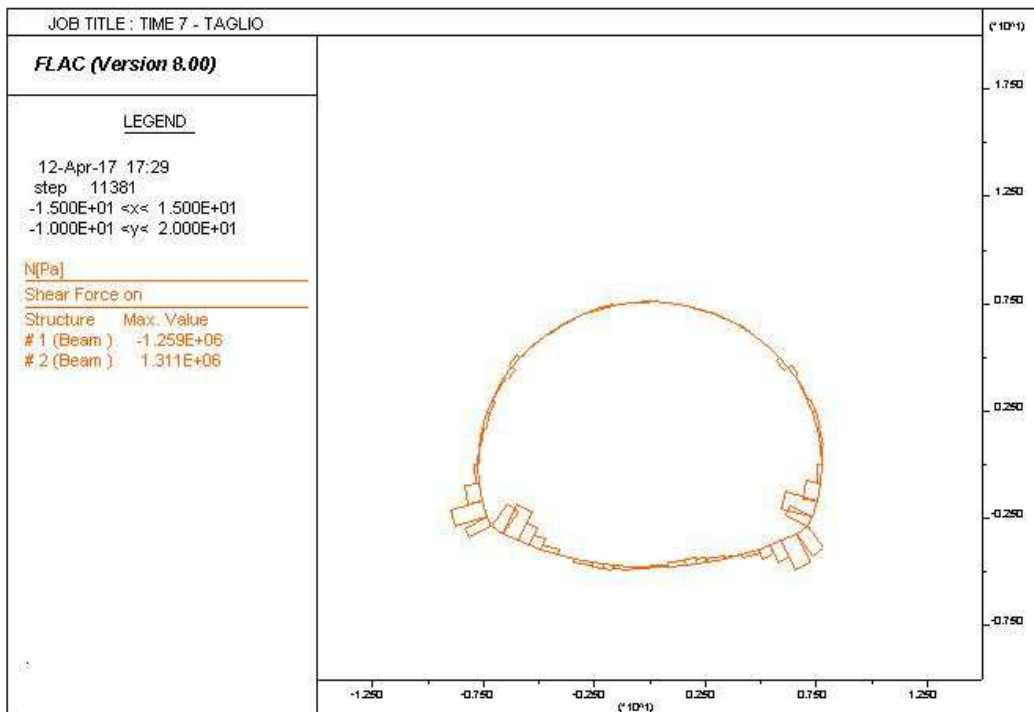 JOB TITLE : TIME 7 - TAGLIO
(*10^1)
FLAC (Version 8.00)
LEGEND
12-Apr-17 17:29
step 11381
-1.500E+01 <x< 1.500E+01
-1.000E+01 <y< 2.000E+01
N[Pa]
Shear Force on
Structure Max. Value
# 1 (Beam ) -1.259E+06
# 2 (Beam ) 1.311E+06
1.750
1.250
0.750
0.250
-0.250
-0.750
-1.250 -0.750 -0.250 0.250 0.750 1.250
(*10^1)